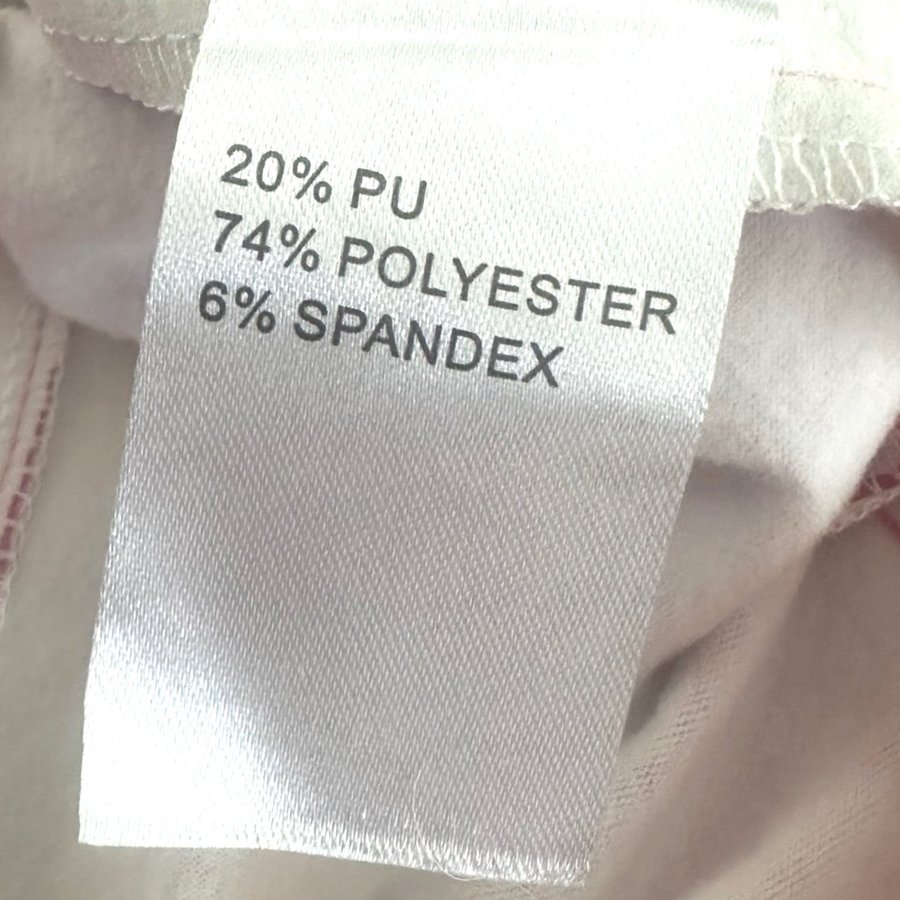 20% PU
74% POLYESTER
6% SPANDEX